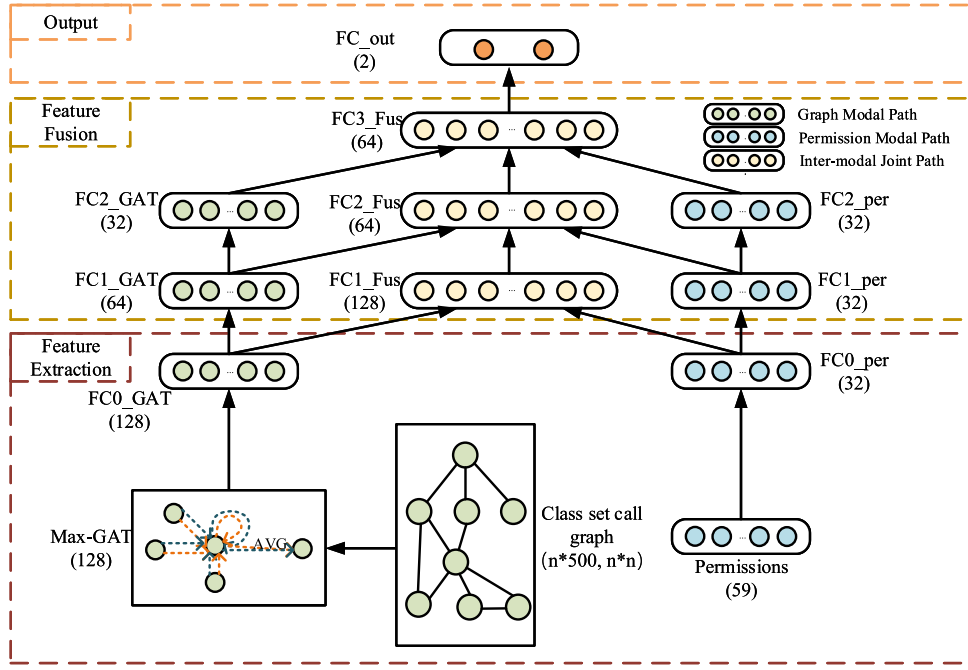 Output
FC_out
(2)
Feature
Fusion
FC3_Fus
(64)
Graph Modal Path
Permission Modal Path
Inter-modal Joint Path
FC2_GAT
(32)
FC2_Fus
(64)
FC2_per
(32)
FC1_GAT
(64)
FC1_Fus
(128)
FC1_per
(32)
Feature
Extraction
FC0_GAT
(128)
FC0_per
(32)
Max-GAT
(128)
AVG
Class set call
graph
(n*500, n*n)
Permissions
(59)